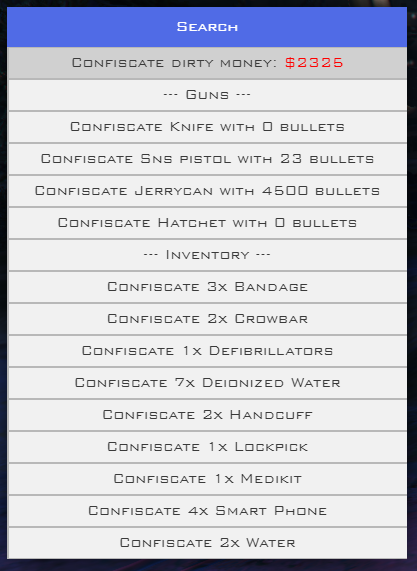 Search
Confiscate dirty money: $2325
--- Guns ---
Confiscate Knife with 0 bullets
Confiscate Sns pistol with 23 bullets
Confiscate Jerrycan with 4500 bullets
Confiscate Hatchet with 0 bullets
--- Inventory ---
Confiscate 3x Bandage
Confiscate 2x Crowbar
Confiscate 1x Defibrillators
Confiscate 7x Deionized Water
Confiscate 2x Handcuff
Confiscate 1x Lockpick
Confiscate 1x Medikit
Confiscate 4x Smart Phone
Confiscate 2x Water